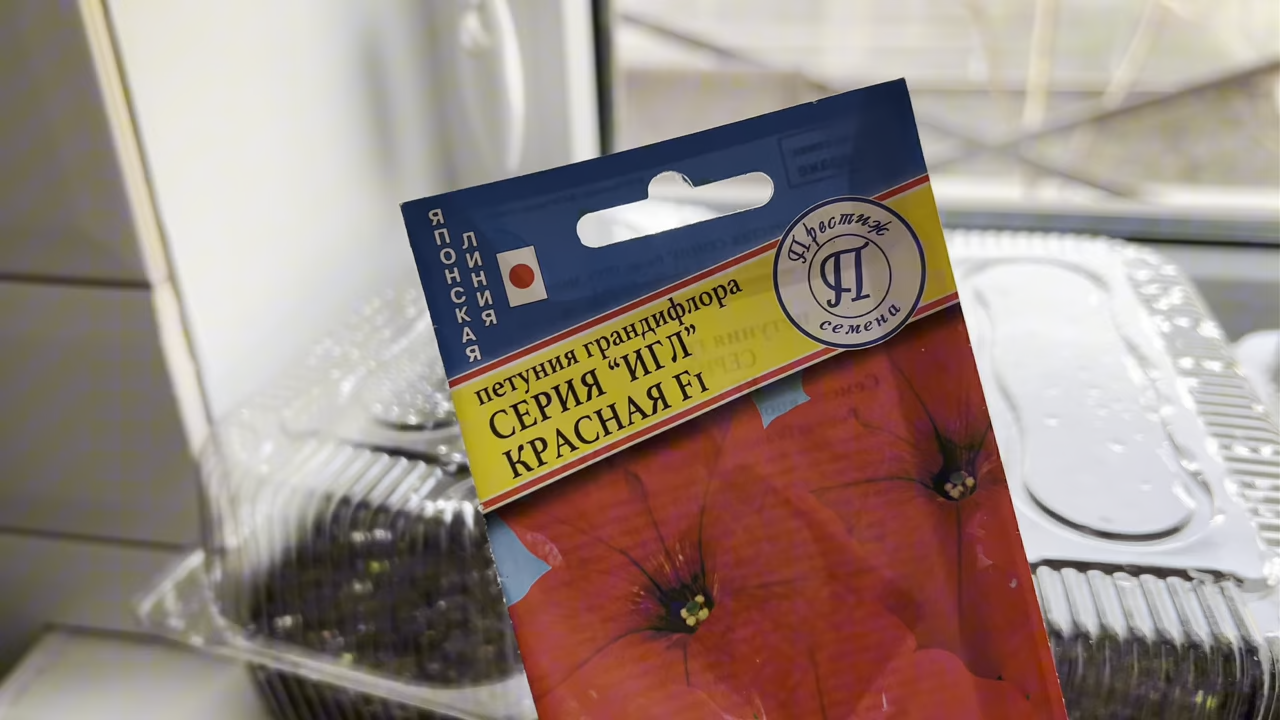 ЯПОНСКАЯ
ЛИНИЯ
Престиж
П
семена
петуния грандифлора
СЕРИЯ “ИГЛ”
КРАСНАЯ F1